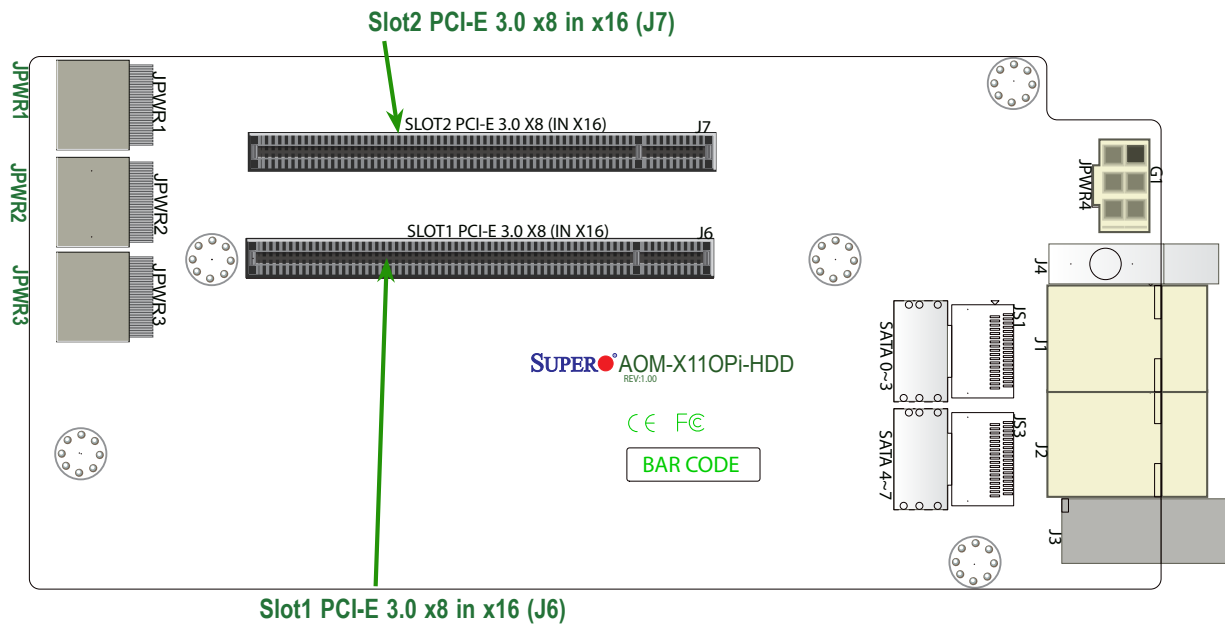 Slot2 PCI-E 3.0 x8 in x16 (J7)
JPWR1
JPWR1
SLOT2 PCI-E 3.0 X8 (IN X16)
J7
JPWR2
JPWR2
G1
JPWR4
SLOT1 PCI-E 3.0 X8 (IN X16)
J6
JPWR3
JPWR3
J4
JS1
SATA 0~3
J1
SUPER AOM-X11OPi-HDD
REV:1.00
CE FC
BAR CODE
JS3
SATA 4~7
J2
J3
Slot1 PCI-E 3.0 x8 in x16 (J6)